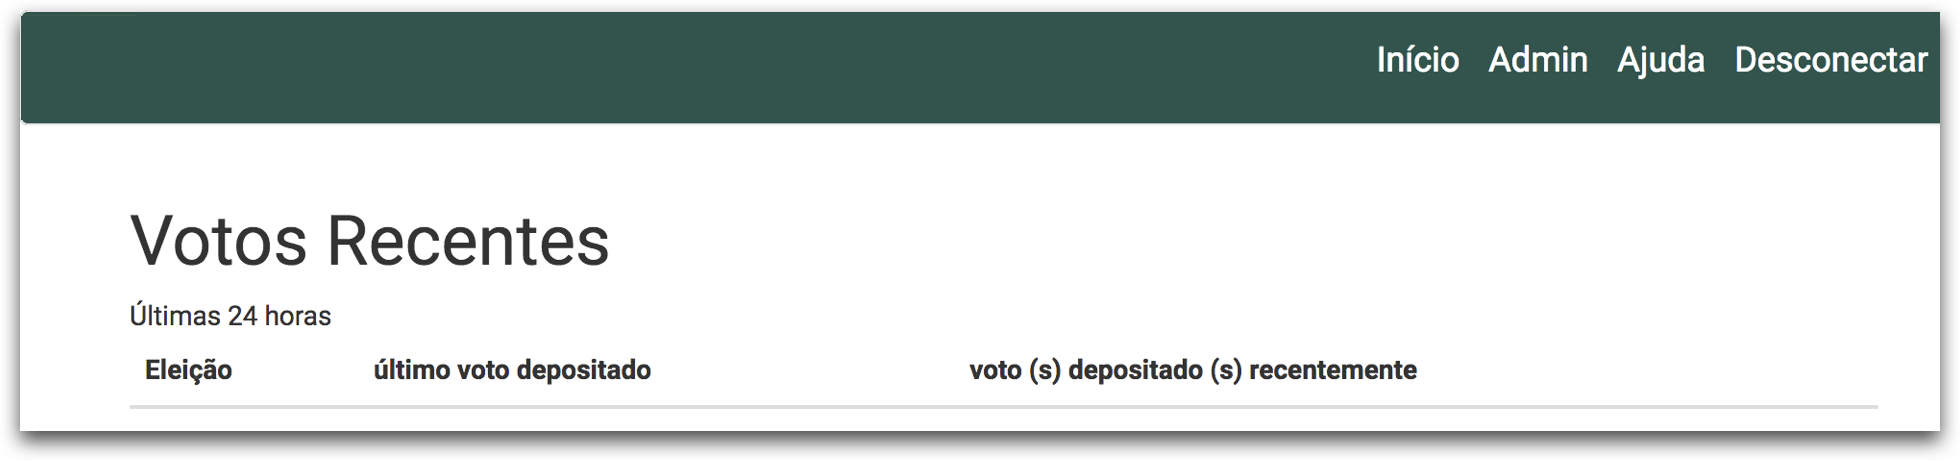 Início Admin Ajuda Desconectar
Votos Recentes
Últimas 24 horas
Eleição último voto depositado voto (s) depositado (s) recentemente